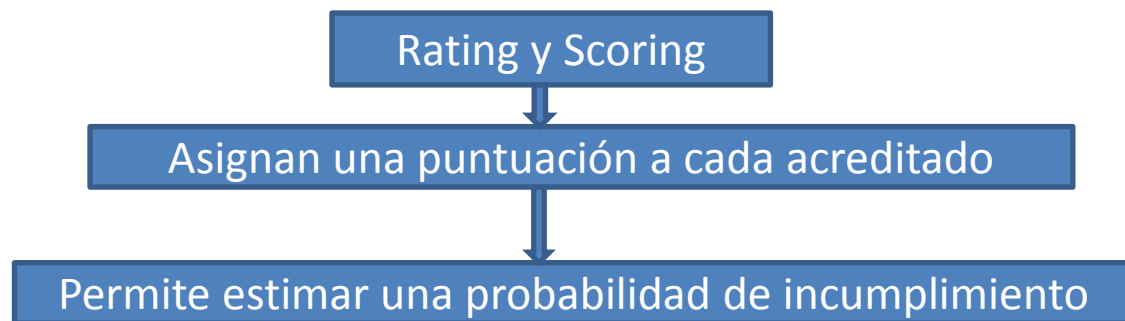 Rating y Scoring
Asignan una puntuación a cada acreditado
Permite estimar una probabilidad de incumplimiento